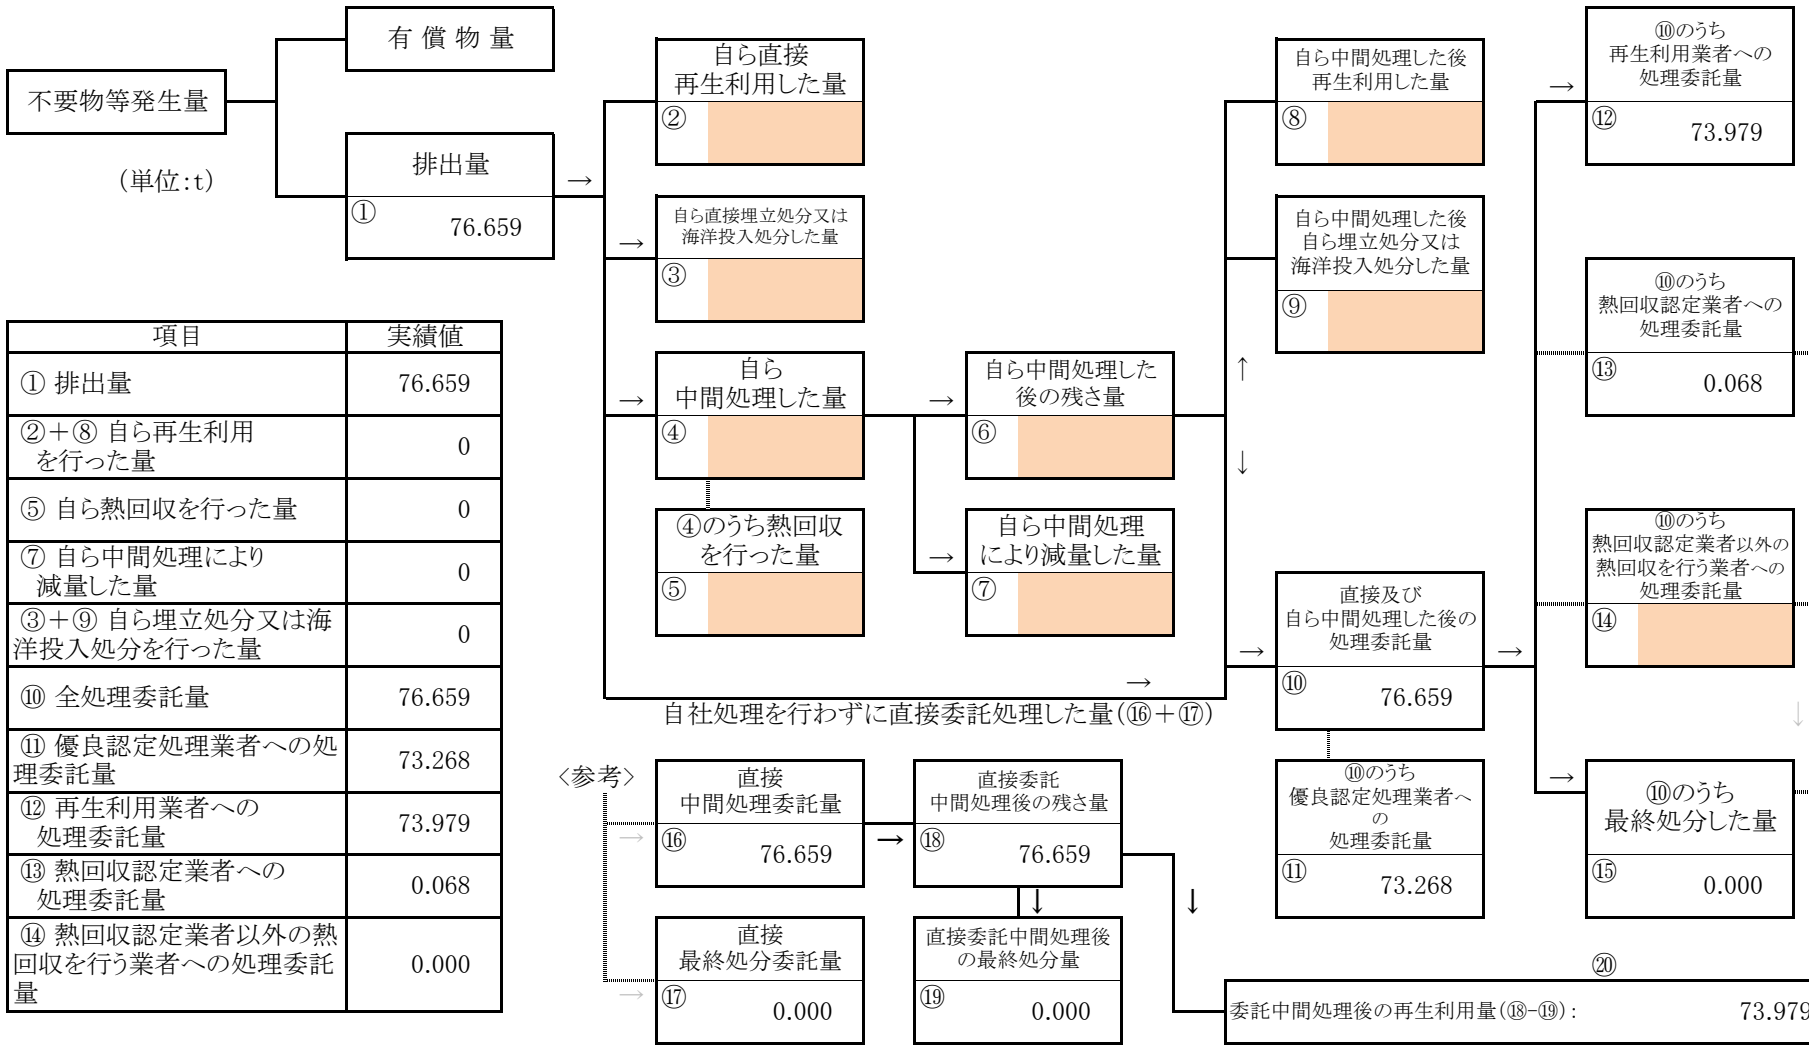 有 償 物 量
不要物等発生量
（単位：t）
排出量
①
76.659
→
自ら直接
再生利用した量
②
→
自ら直接埋立処分又は
海洋投入処分した量
③
→
自ら
中間処理した量
④
④のうち熱回収
を行った量
⑤
→
自ら中間処理した
後の残さ量
⑥
→
自ら中間処理
により減量した量
⑦
自ら中間処理した後
再生利用した量
⑧
自ら中間処理した後
自ら埋立処分又は
海洋投入処分した量
⑨
↑
↓
→
直接及び
自ら中間処理した後の
処理委託量
⑩
76.659
⑩のうち
優良認定処理業者へ
の
処理委託量
⑪
73.268
→
→
⑩のうち
再生利用業者への
処理委託量
⑫
73.979
⑩のうち
熱回収認定業者への
処理委託量
⑬
0.068
⑩のうち
熱回収認定業者以外の
熱回収を行う業者への
処理委託量
⑭
↓
→
⑩のうち
最終処分した量
⑮
0.000
→
自社処理を行わずに直接委託処理した量（⑯＋⑰）
項目 実績値
① 排出量 76.659
②＋⑧ 自ら再生利用
を行った量 0
⑤ 自ら熱回収を行った量 0
⑦ 自ら中間処理により
減量した量 0
③＋⑨ 自ら埋立処分又は海
洋投入処分を行った量 0
⑩ 全処理委託量 76.659
⑪ 優良認定処理業者への処
理委託量 73.268
⑫ 再生利用業者への
処理委託量 73.979
⑬ 熱回収認定業者への
処理委託量 0.068
⑭ 熱回収認定業者以外の熱
回収を行う業者への処理委託
量 0.000
〈参考〉
→
直接
中間処理委託量
⑯
76.659
→
直接委託
中間処理後の残さ量
⑱
76.659
→
直接
最終処分委託量
⑰
0.000
↓
直接委託中間処理後
の最終処分量
⑲
0.000
↓
⑳
委託中間処理後の再生利用量（⑱-⑲）： 73.979